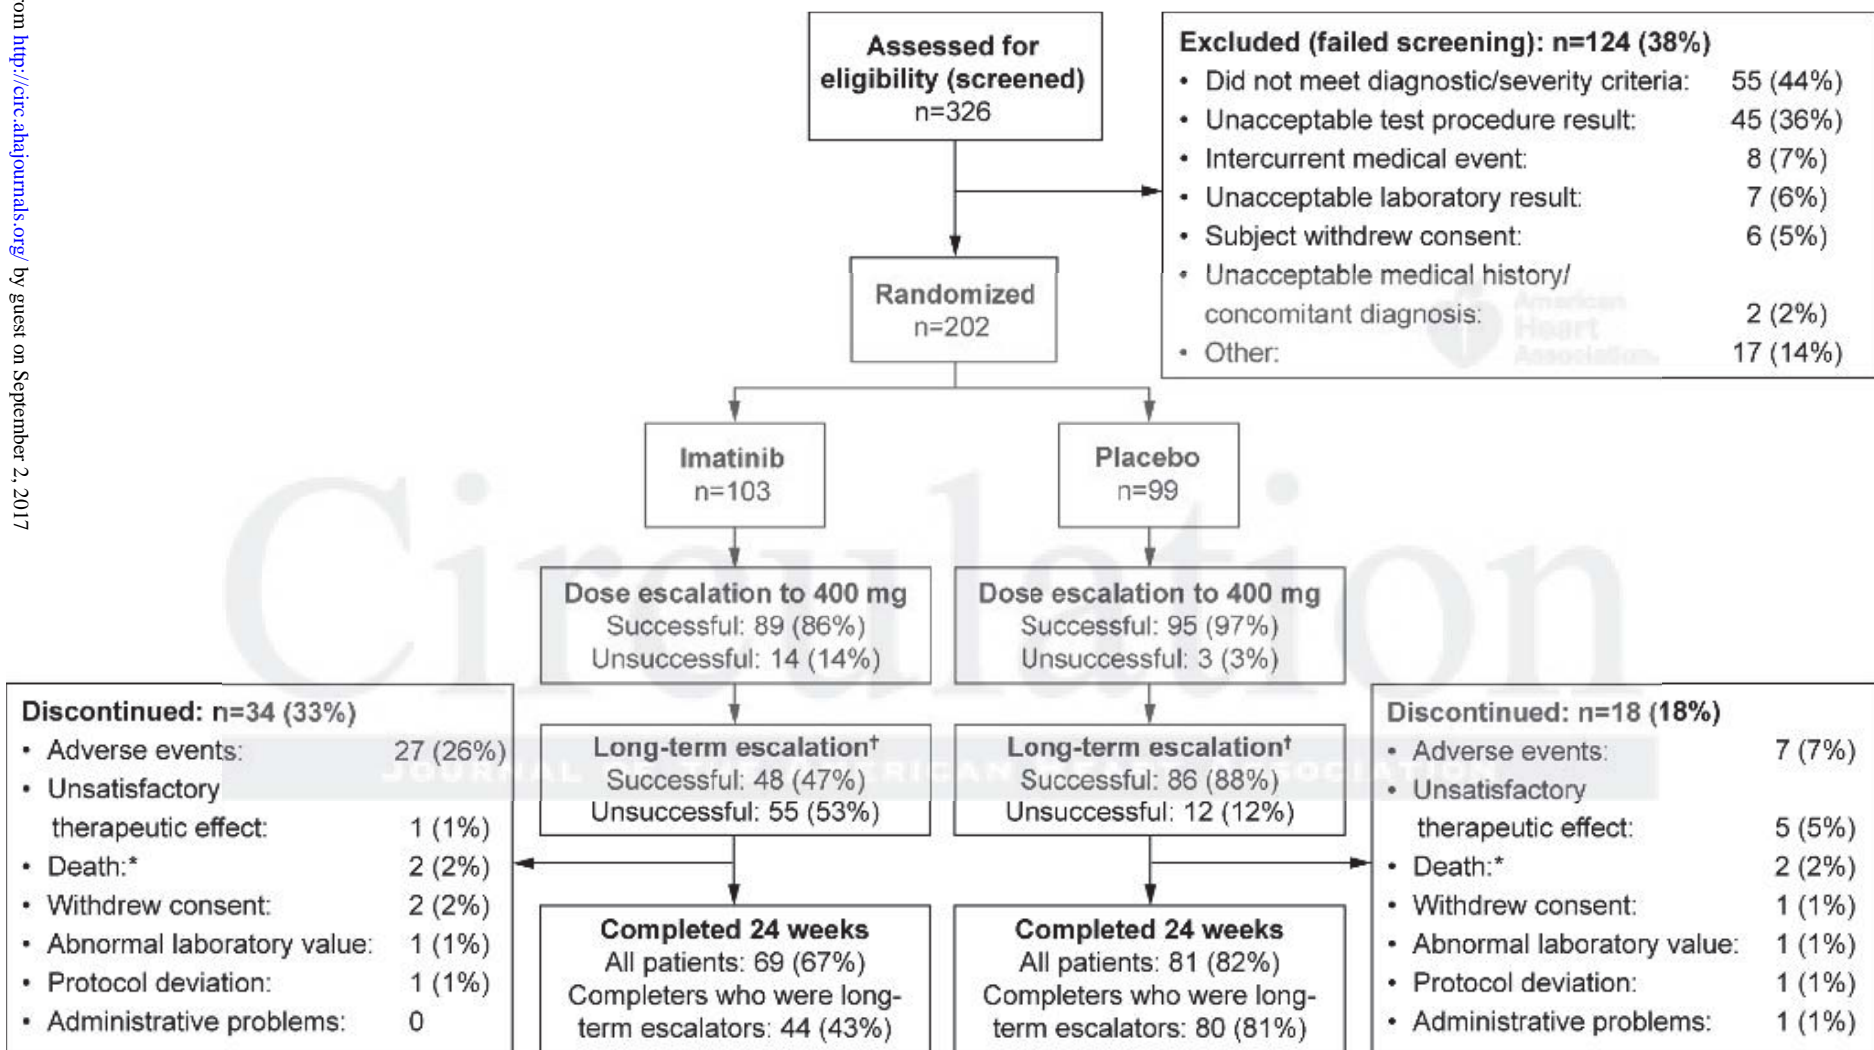 from http://circ.ahajournals.org/ by guest on September 2, 2017
Assessed for
eligibility (screened)
n=326
Excluded (failed screening): n=124 (38%)
• Did not meet diagnostic/severity criteria: 55 (44%)
• Unacceptable test procedure result: 45 (36%)
• Intercurrent medical event: 8 (7%)
• Unacceptable laboratory result: 7 (6%)
• Subject withdrew consent: 6 (5%)
• Unacceptable medical history/
concomitant diagnosis: 2 (2%)
• Other: 17 (14%)
American
Heart
Association.
Randomized
n=202
Imatinib
n=103
Placebo
n=99
Circulation
JOURNAL OF THE AMERICAN HEART ASSOCIATION
Dose escalation to 400 mg
Successful: 89 (86%)
Unsuccessful: 14 (14%)
Dose escalation to 400 mg
Successful: 95 (97%)
Unsuccessful: 3 (3%)
Discontinued: n=34 (33%)
• Adverse events: 27 (26%)
• Unsatisfactory
therapeutic effect: 1 (1%)
• Death:* 2 (2%)
• Withdrew consent: 2 (2%)
• Abnormal laboratory value: 1 (1%)
• Protocol deviation: 1 (1%)
• Administrative problems: 0
Long-term escalation†
Successful: 48 (47%)
Unsuccessful: 55 (53%)
Long-term escalation†
Successful: 86 (88%)
Unsuccessful: 12 (12%)
Discontinued: n=18 (18%)
• Adverse events: 7 (7%)
• Unsatisfactory
therapeutic effect: 5 (5%)
• Death:* 2 (2%)
• Withdrew consent: 1 (1%)
• Abnormal laboratory value: 1 (1%)
• Protocol deviation: 1 (1%)
• Administrative problems: 1 (1%)
Completed 24 weeks
All patients: 69 (67%)
Completers who were long-
term escalators: 44 (43%)
Completed 24 weeks
All patients: 81 (82%)
Completers who were long-
term escalators: 80 (81%)